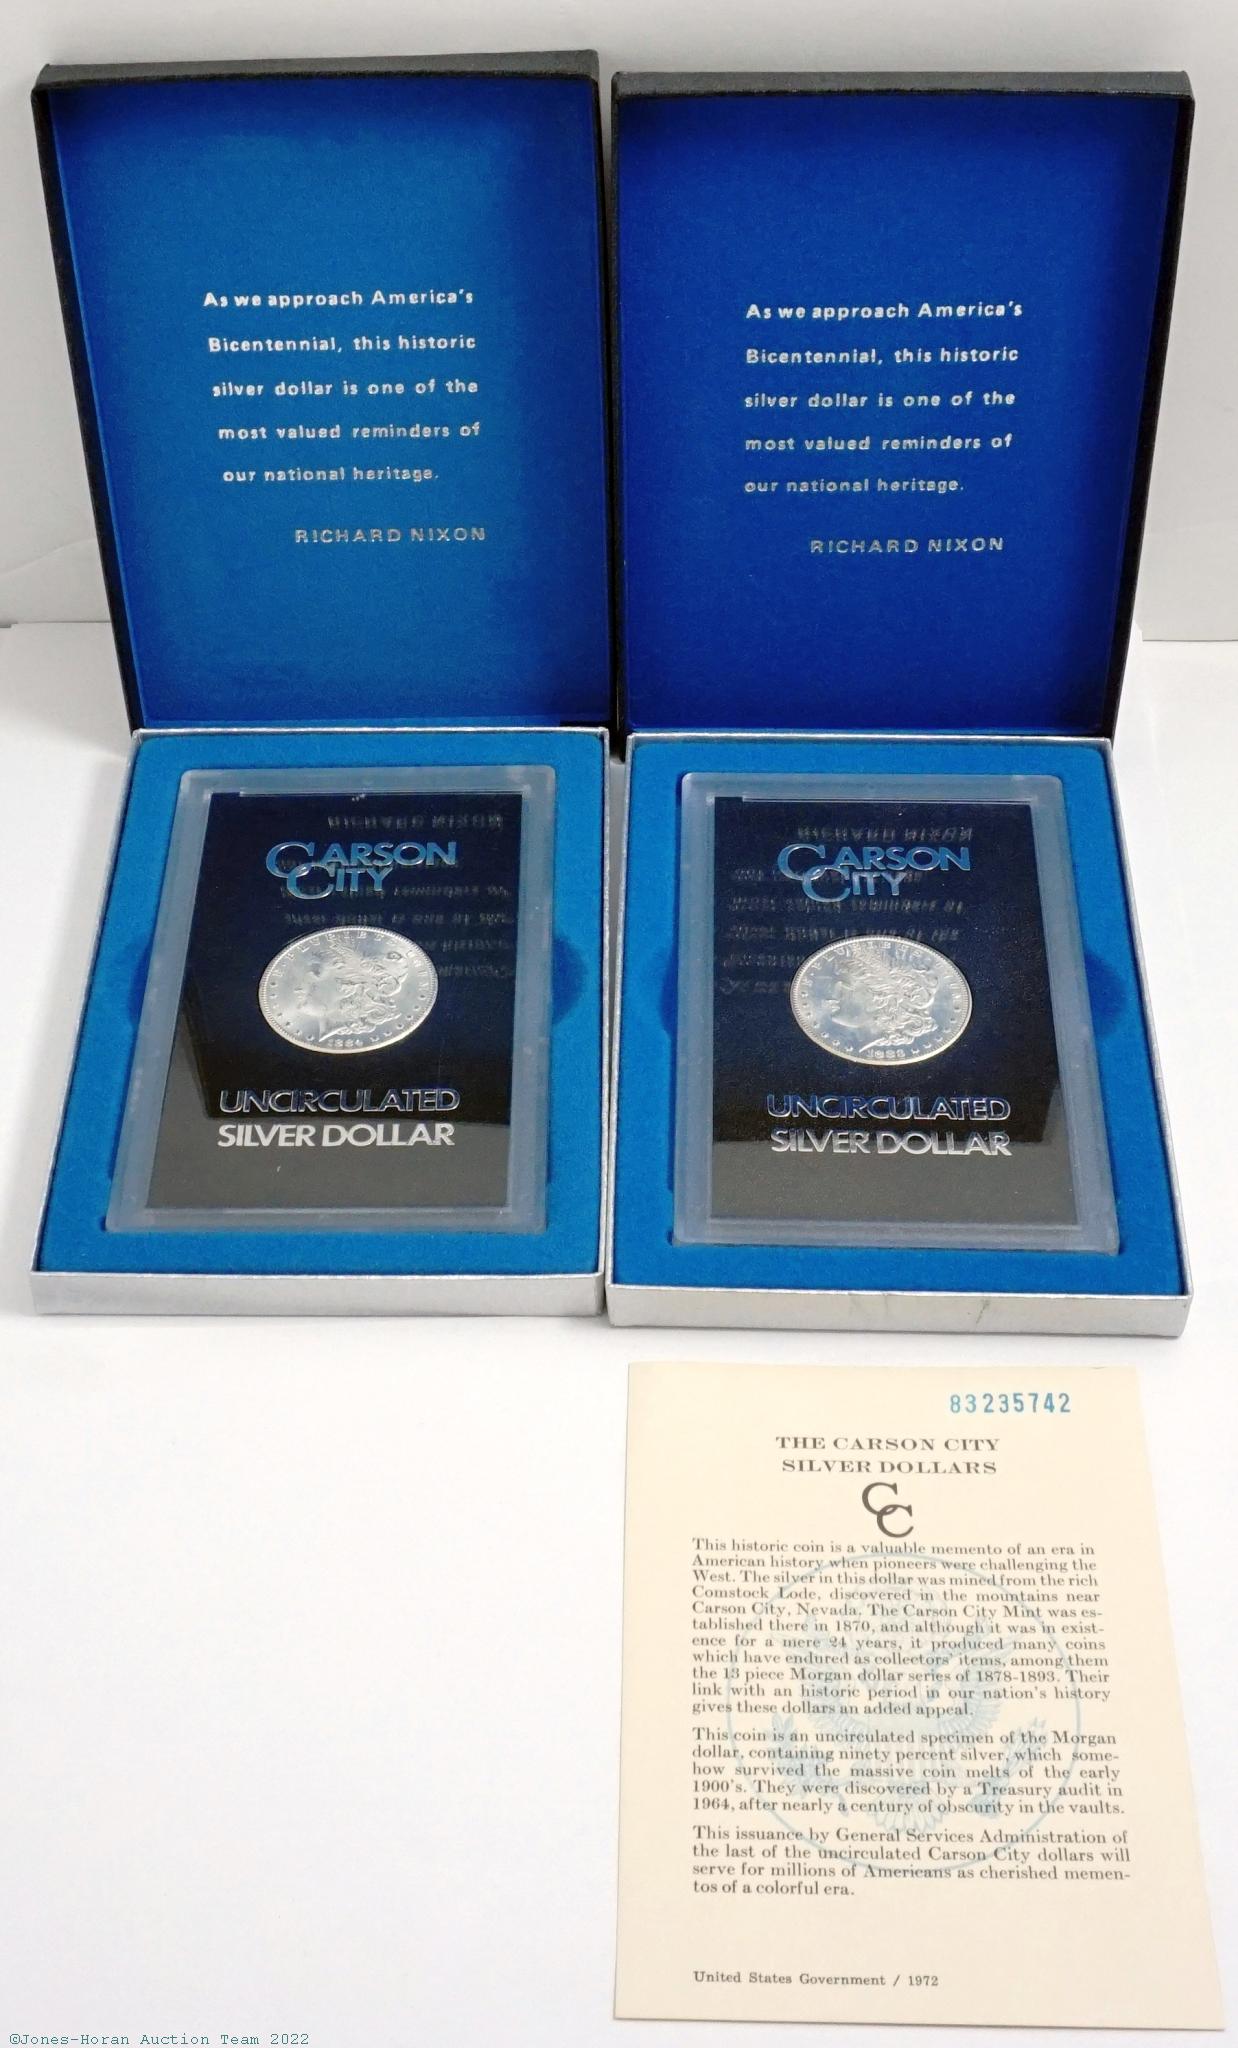 As we approach America's
Bicentennial, this historic
silver dollar is one of the
most valued reminders of
our national heritage.
RICHARD NIXON
As we approach America's
Bicentennial, this historic
silver dollar is one of the
most valued reminders of
our national heritage.
RICHARD NIXON
CARSON
CITY
1884
UNCIRCULATED
SILVER DOLLAR
CARSON
CITY
1883
UNCIRCULATED
SILVER DOLLAR
83235742
THE CARSON CITY
SILVER DOLLARS
CC
This historic coin is a valuable memento of an era in
American history when pioneers were challenging the
West. The silver in this dollar was mined from the rich
Comstock Lode, discovered in the mountains near
Carson City, Nevada. The Carson City Mint was es-
tablished there in 1870, and although it was in exist-
ence for a mere 24 years, it produced many coins
which have endured as collectors' items, among them
the 13 piece Morgan dollar series of 1878-1893. Their
link with an historic period in our nation's history
gives these dollars an added appeal.
This coin is an uncirculated specimen of the Morgan
dollar, containing ninety percent silver, which some-
how survived the massive coin melts of the early
1900's. They were discovered by a Treasury audit in
1964, after nearly a century of obscurity in the vaults.
This issuance by General Services Administration of
the last of the uncirculated Carson City dollars will
serve for millions of Americans as cherished memen-
tos of a colorful era.
United States Government / 1972
©Jones-Horan Auction Team 2022